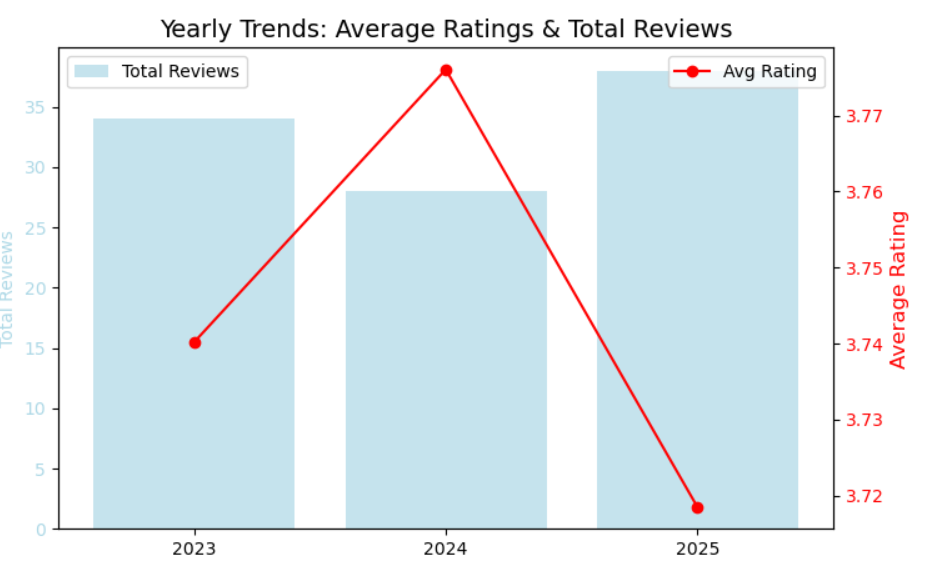 Yearly Trends: Average Ratings & Total Reviews
Total Reviews
Avg Rating
35
30
25
20
15
10
5
0
Total Reviews
3.77
3.76
3.75
3.74
3.73
3.72
Average Rating
2023 2024 2025